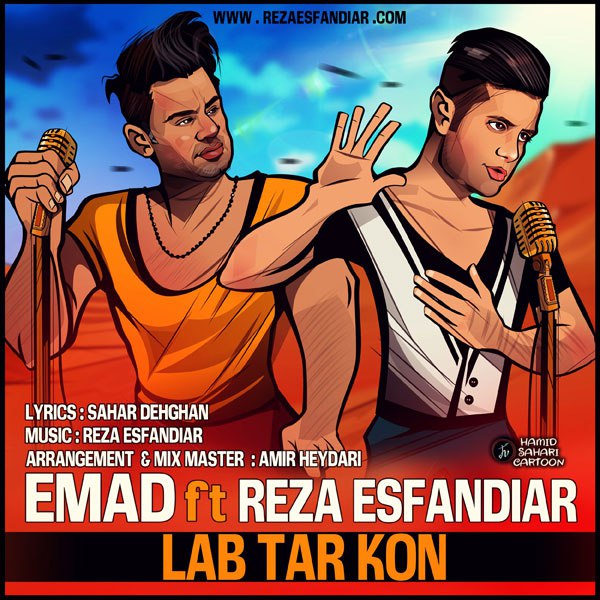 WWW . REZAESFANDIAR .COM
LYRICS : SAHAR DEHGHAN
MUSIC : REZA ESFANDIAR
ARRANGEMENT & MIX MASTER : AMIR HEYDARI
HAMID
SAHARI
CARTOON
EMAD ft REZA ESFANDIAR
LAB TAR KON